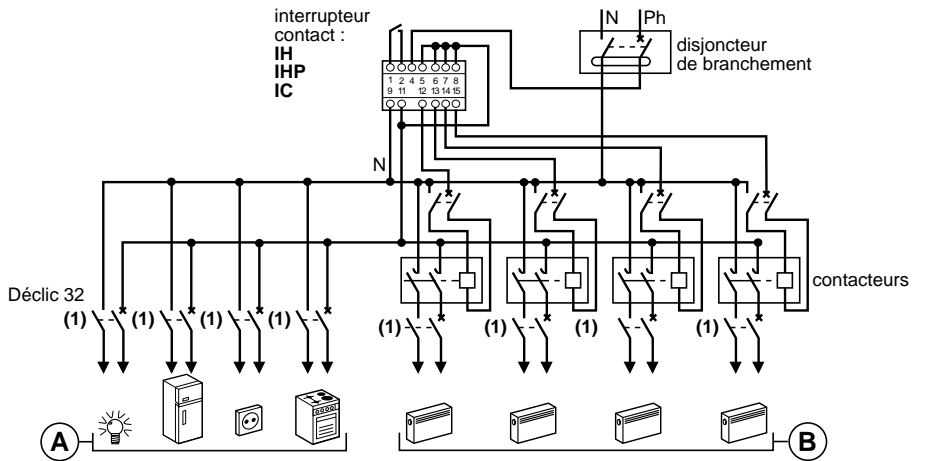 interrupteur
contact :
IH
IHP
IC
N Ph
disjoncteur
de branchement
1 2 4 5 6 7 8
9 11 12 13 14 15
N
Déclic 32
contacteurs
(1) (1) (1) (1) (1) (1) (1) (1)
A
B